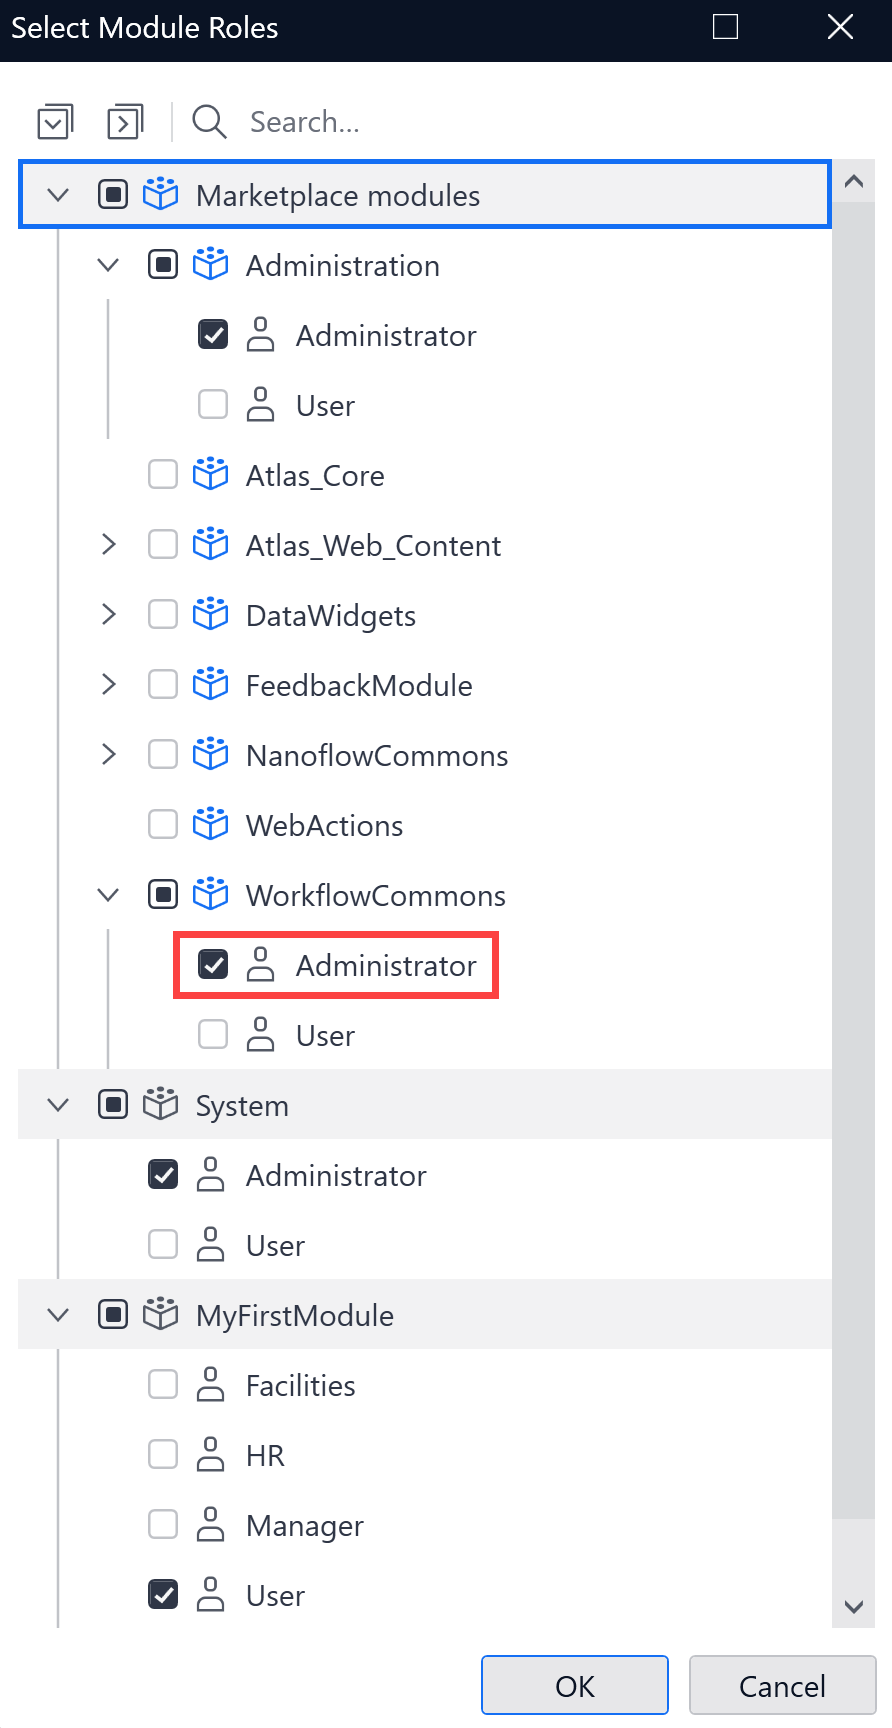 Select Module Roles
Search...
Marketplace modules
Administration
Administrator
User
Atlas_Core
Atlas_Web_Content
DataWidgets
FeedbackModule
NanoflowCommons
WebActions
WorkflowCommons
Administrator
User
System
Administrator
User
MyFirstModule
Facilities
HR
Manager
User
OK Cancel